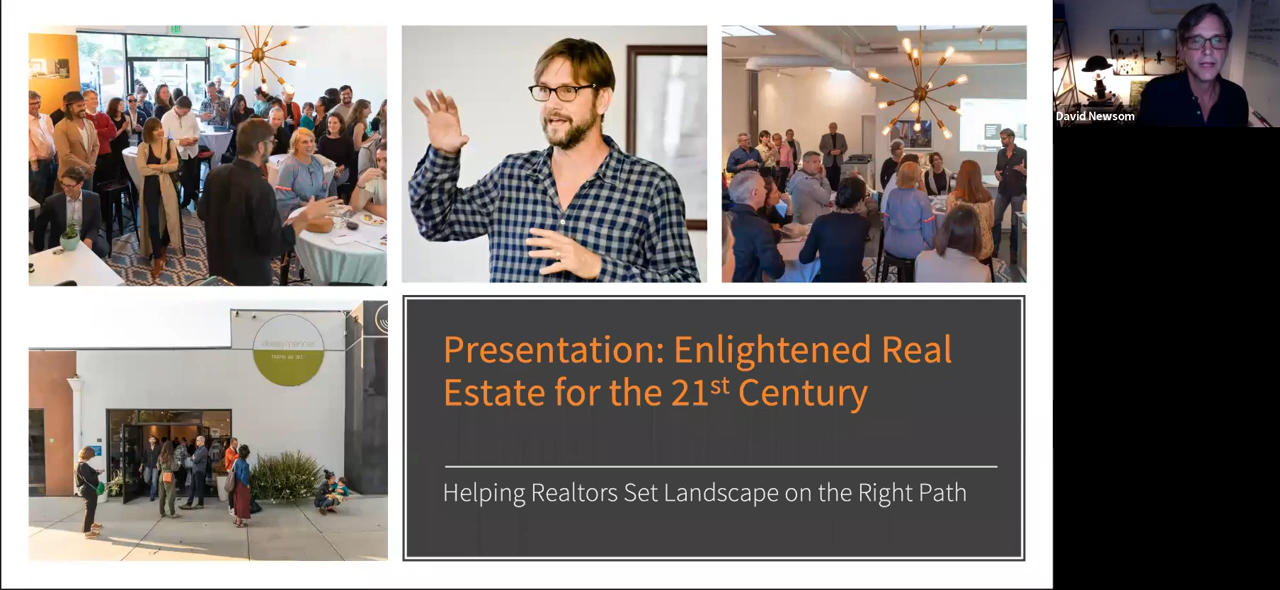 David Newsom
Presentation: Enlightened Real
Estate for the 21st Century
Helping Realtors Set Landscape on the Right Path